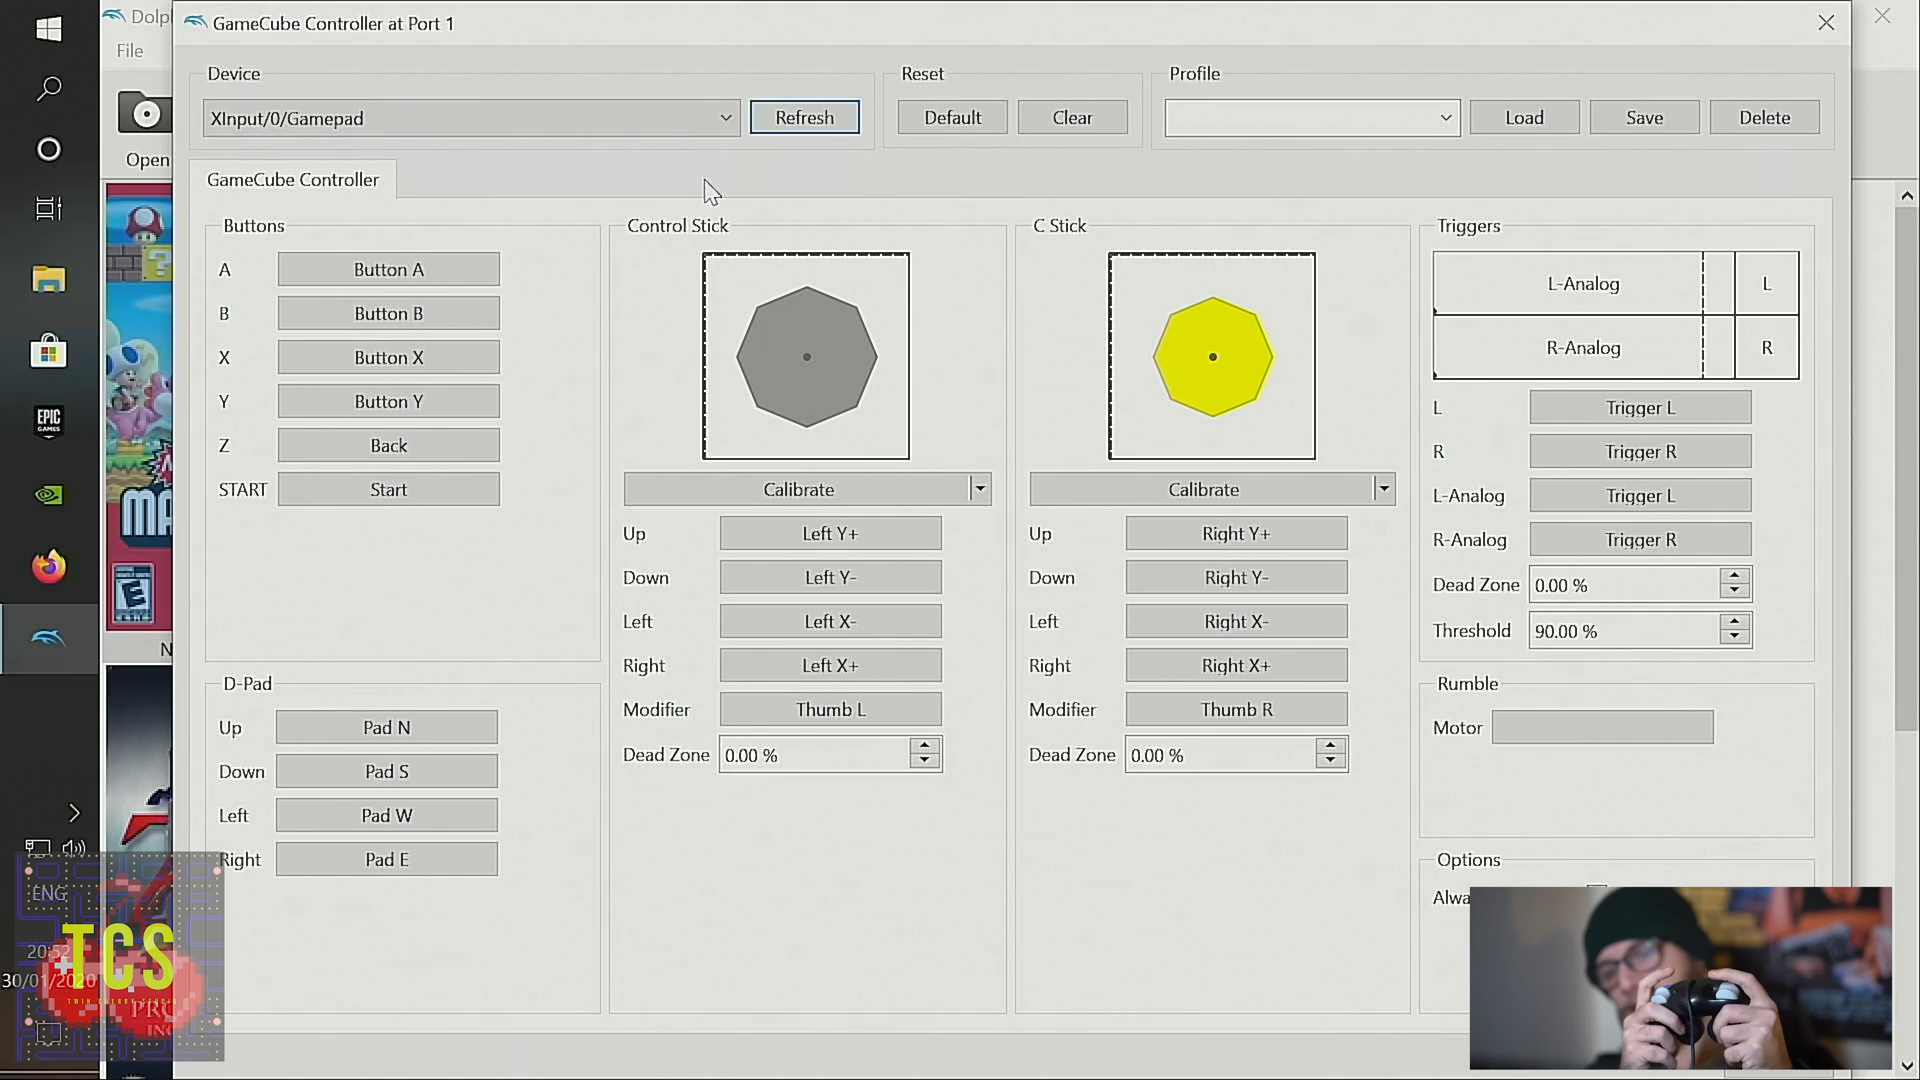 Dolp
GameCube Controller at Port 1
File
Device
Reset
Profile
XInput/0/Gamepad
Refresh
Default
Clear
Load
Save
Delete
Open
GameCube Controller
Buttons
A
Button A
B
Button B
X
Button X
Y
Button Y
Z
Back
START
Start
D-Pad
Up
Pad N
Down
Pad S
Left
Pad W
Right
Pad E
Control Stick
Calibrate
Up
Left Y+
Down
Left Y-
Left
Left X-
Right
Left X+
Modifier
Thumb L
Dead Zone
0.00 %
C Stick
Calibrate
Up
Right Y+
Down
Right Y-
Left
Right X-
Right
Right X+
Modifier
Thumb R
Dead Zone
0.00 %
Triggers
L-Analog
L
R-Analog
R
L
Trigger L
R
Trigger R
L-Analog
Trigger L
R-Analog
Trigger R
Dead Zone
0.00 %
Threshold
90.00 %
Rumble
Motor
Options
Alwa
EPIC
GAMES
MA
E
N
ENG
20:52
30/01/2020
TCS